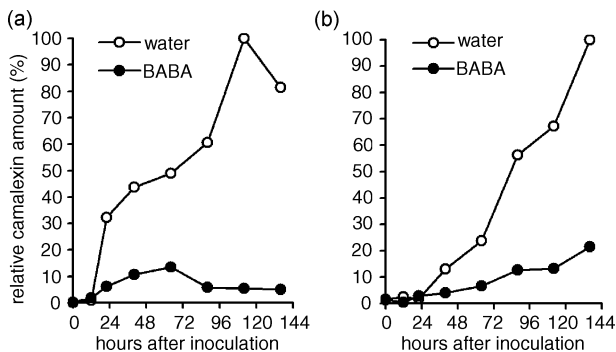 (a)
relative camalexin amount (%)
100
90
80
70
60
50
40
30
20
10
0
water
BABA
0 24 48 72 96 120 144
hours after inoculation
(b)
100
90
80
70
60
50
40
30
20
10
0
water
BABA
0 24 48 72 96 120 144
hours after inoculation